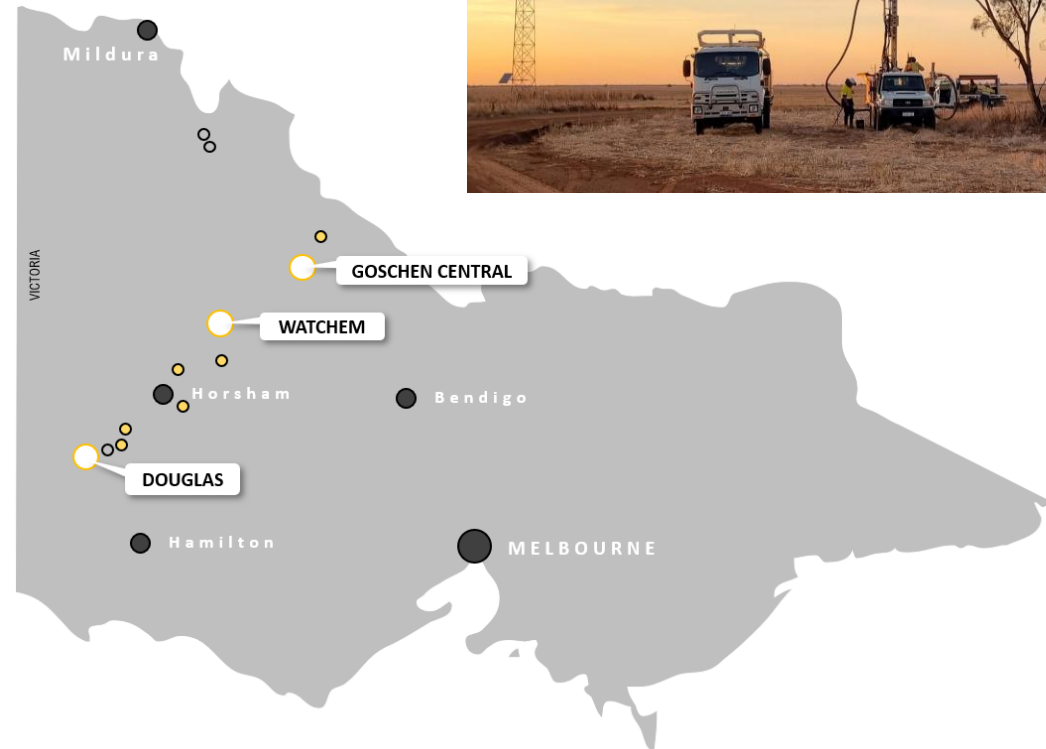 Mildura
VICTORIA
GOSCHEN CENTRAL
WATCHEM
Horsham
Bendigo
DOUGLAS
Hamilton
MELBOURNE